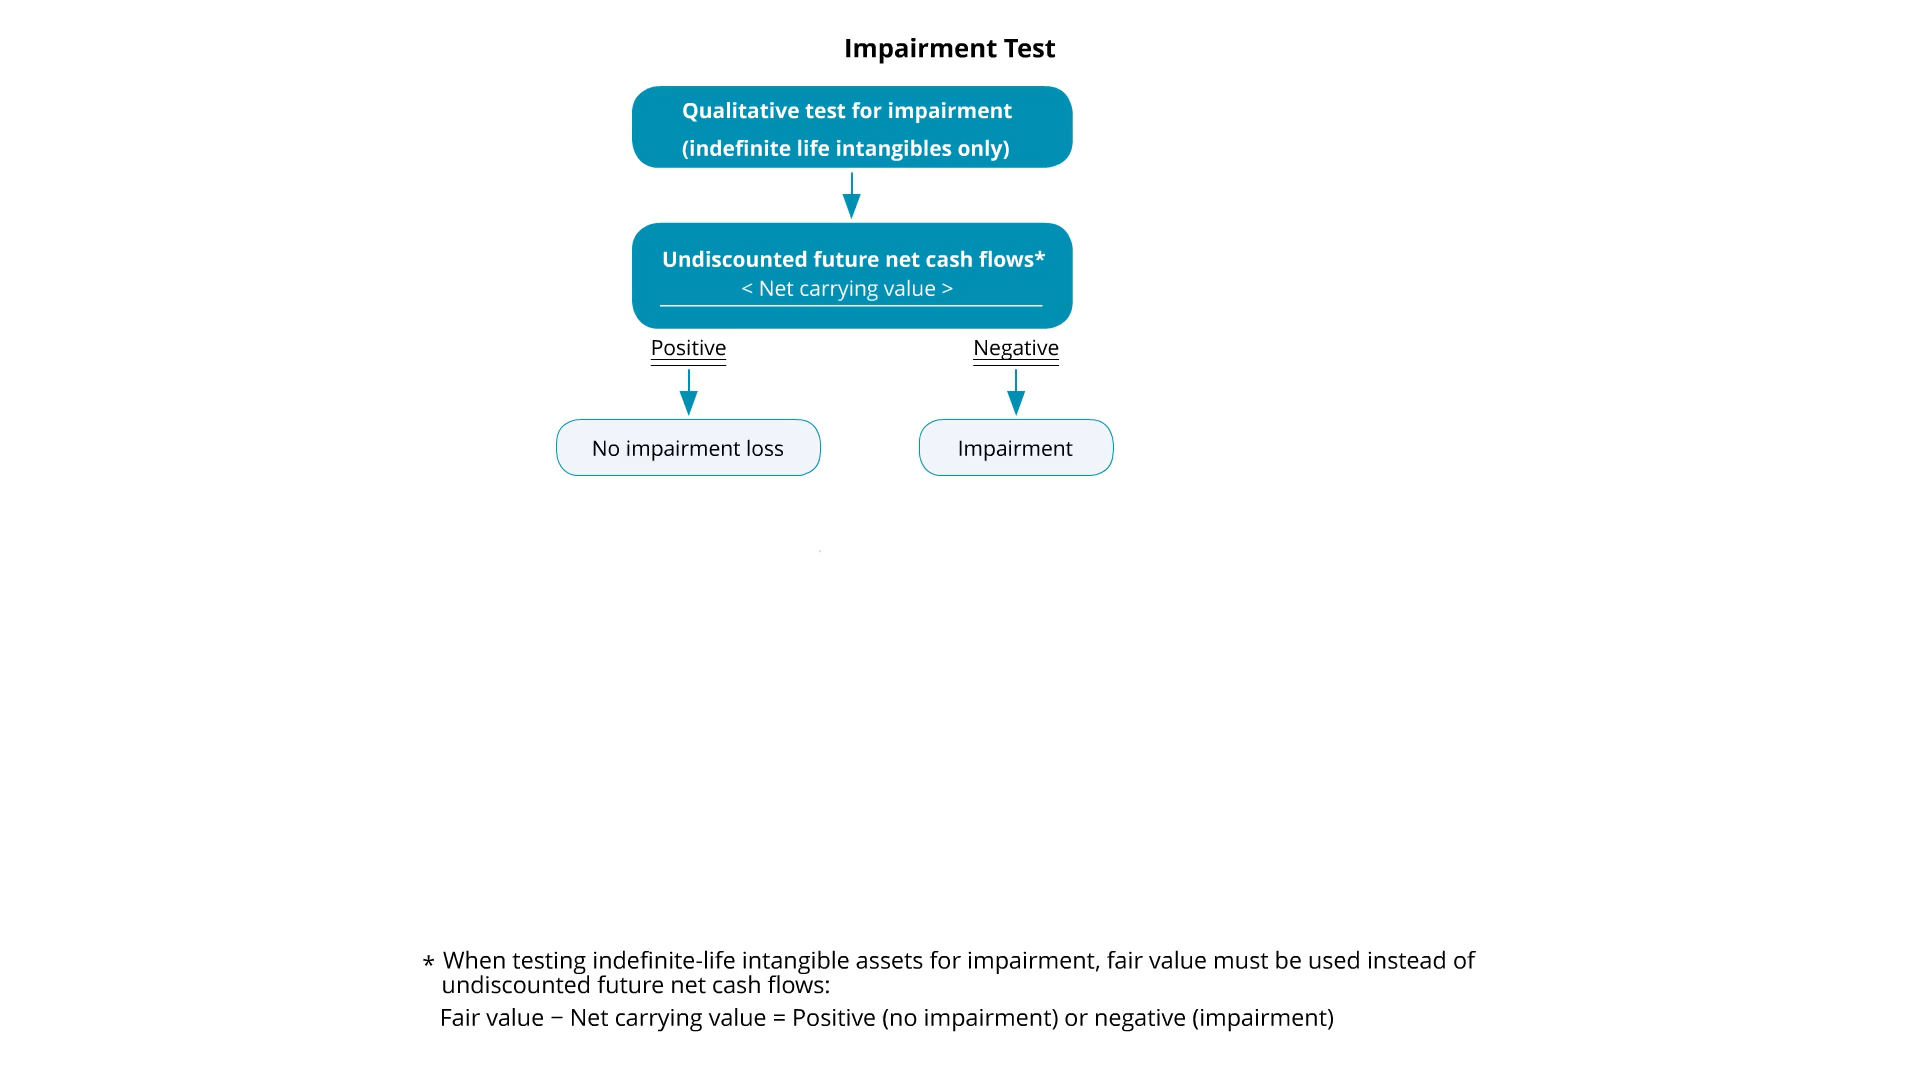 Impairment Test
Qualitative test for impairment
(indefinite life intangibles only)
Undiscounted future net cash flows*
< Net carrying value >
Positive
Negative
No impairment loss
Impairment
* When testing indefinite-life intangible assets for impairment, fair value must be used instead of
undiscounted future net cash flows:
Fair value − Net carrying value = Positive (no impairment) or negative (impairment)